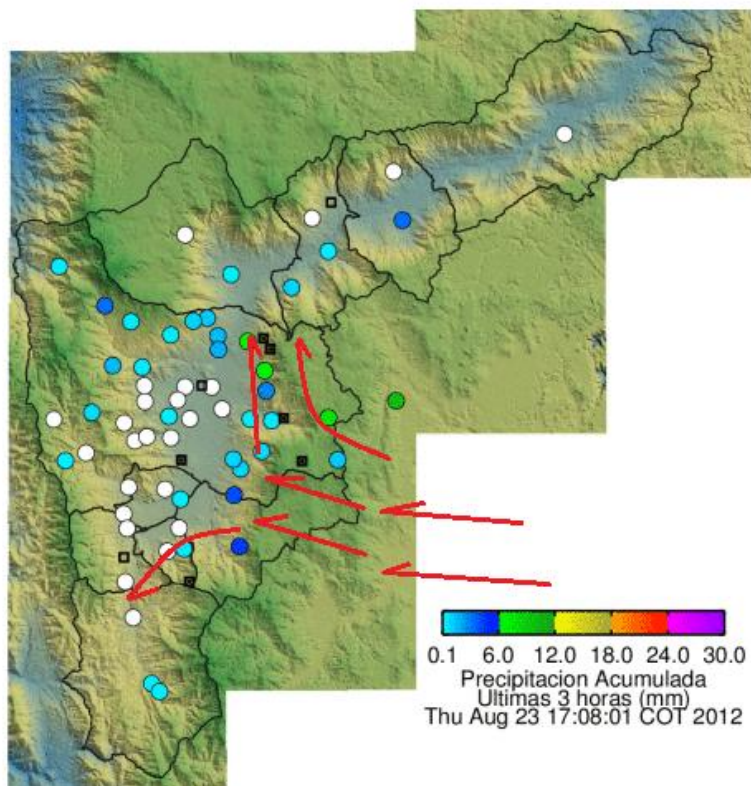 0.1 6.0 12.0 18.0 24.0 30.0
Precipitacion Acumulada
Ultimas 3 horas (mm)
Thu Aug 23 17:08:01 COT 2012